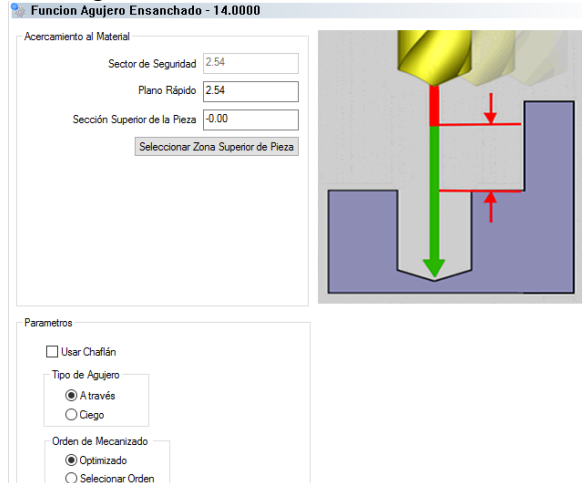 Funcion Agujero Ensanchado - 14.0000
Acercamiento al Material
Sector de Seguridad 2.54
Plano Rápido 2.54
Sección Superior de la Pieza -0.00
Seleccionar Zona Superior de Pieza
Parametros
Usar Chaflán
Tipo de Agujero
A través
Ciego
Orden de Mecanizado
Optimizado
Selecionar Orden